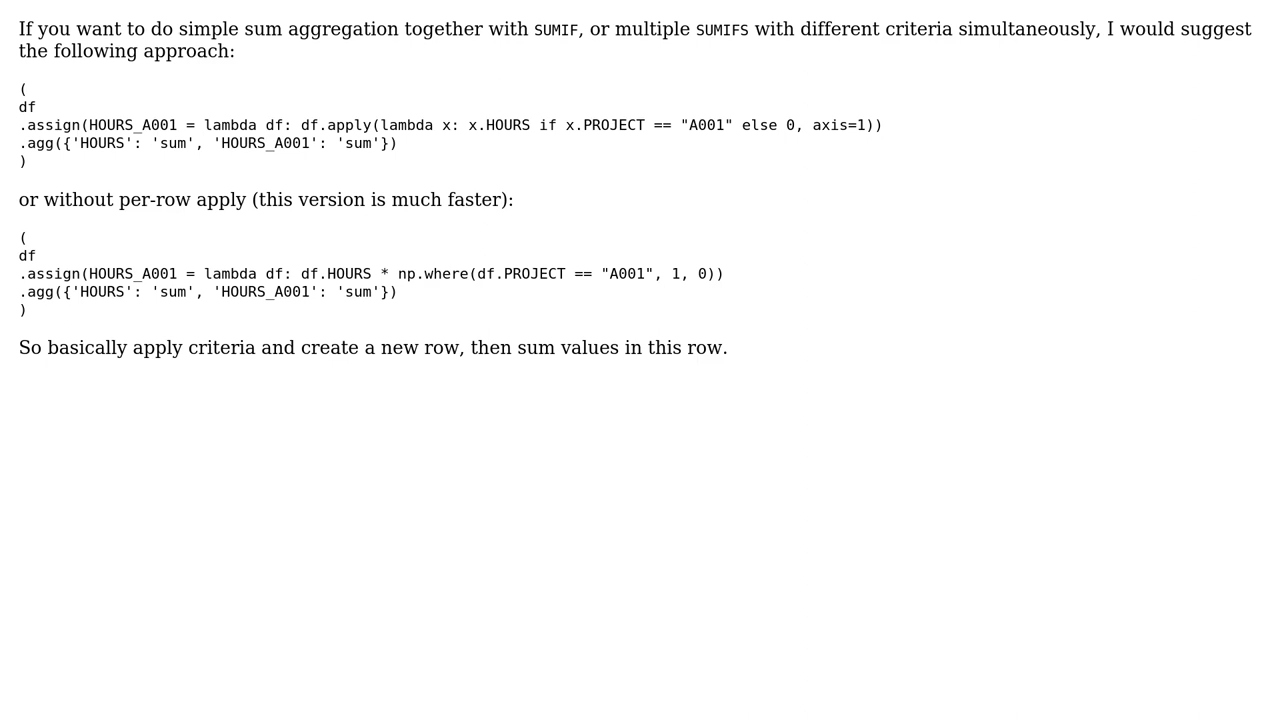 If you want to do simple sum aggregation together with SUMIF, or multiple SUMIFS with different criteria simultaneously, I would suggest
the following approach:
(
df
.assign(HOURS_A001 = lambda df: df.apply(lambda x: x.HOURS if x.PROJECT == "A001" else 0, axis=1))
.agg({'HOURS': 'sum', 'HOURS_A001': 'sum'})
)
or without per-row apply (this version is much faster):
(
df
.assign(HOURS_A001 = lambda df: df.HOURS * np.where(df.PROJECT == "A001", 1, 0))
.agg({'HOURS': 'sum', 'HOURS_A001': 'sum'})
)
So basically apply criteria and create a new row, then sum values in this row.